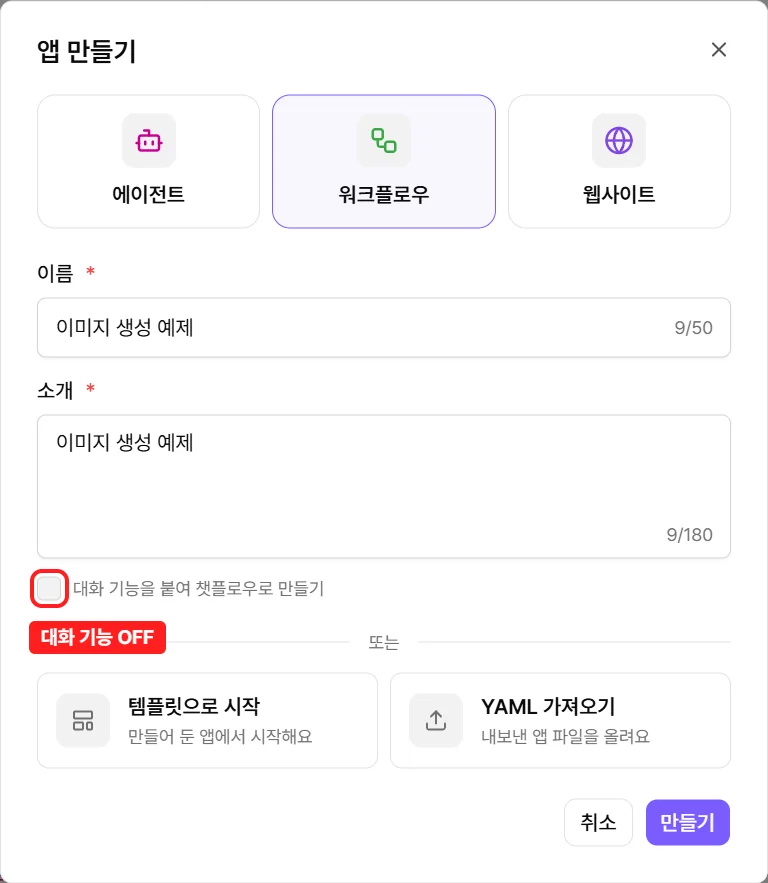 앱 만들기
에이전트
워크플로우
웹사이트
이름 *
이미지 생성 예제
9/50
소개 *
이미지 생성 예제
9/180
대화 기능을 붙여 챗플로우로 만들기
대화 기능 OFF
또는
템플릿으로 시작
만들어 둔 앱에서 시작해요
YAML 가져오기
내보낸 앱 파일을 올려요
취소
만들기